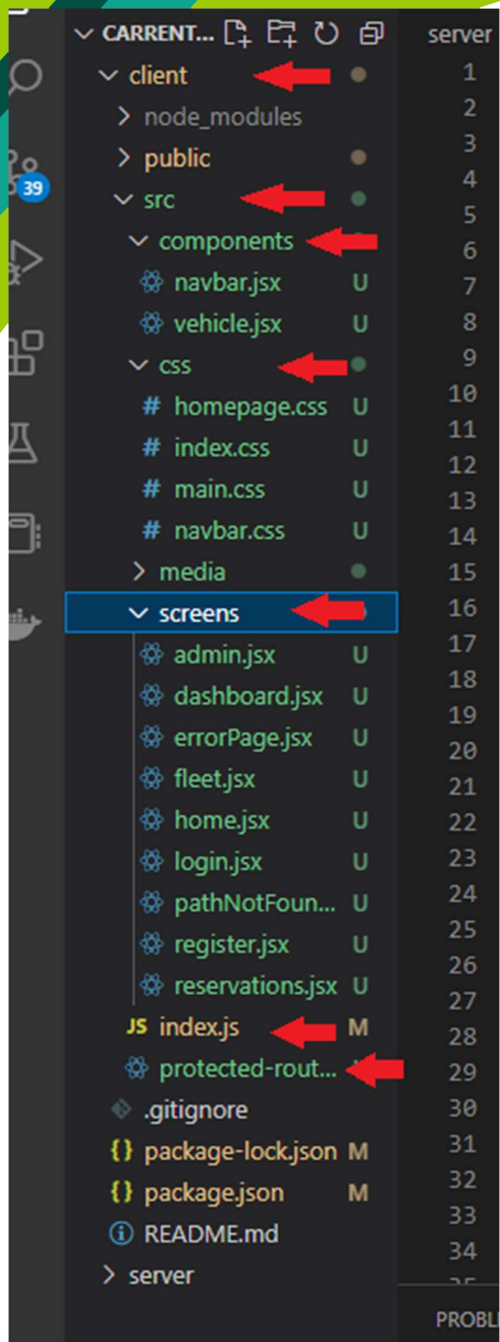 CARRENT...
server
client
node_modules
public
src
components
navbar.jsx U
vehicle.jsx U
css
# homepage.css U
# index.css U
# main.css U
# navbar.css U
media
screens
admin.jsx U
dashboard.jsx U
errorPage.jsx U
fleet.jsx U
home.jsx U
login.jsx U
pathNotFoun... U
register.jsx U
reservations.jsx U
JS index.js M
protected-rout...
.gitignore
{} package-lock.json M
{} package.json M
README.md
server
39
1
2
3
4
5
6
7
8
9
10
11
12
13
14
15
16
17
18
19
20
21
22
23
24
25
26
27
28
29
30
31
32
33
34
PROBL